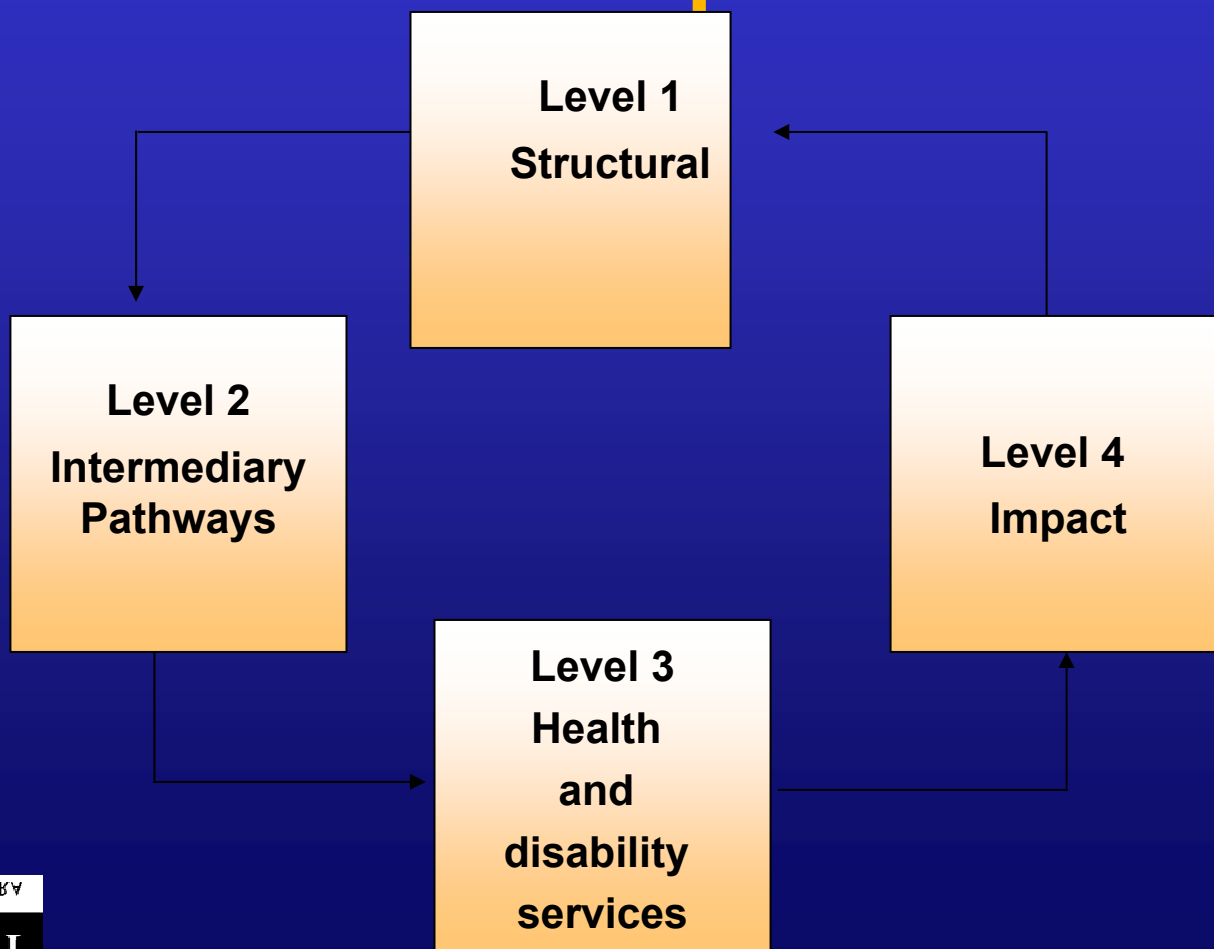 Level 1
Structural
Level 2
Intermediary
Pathways
Level 4
Impact
Level 3
Health
and
disability
services